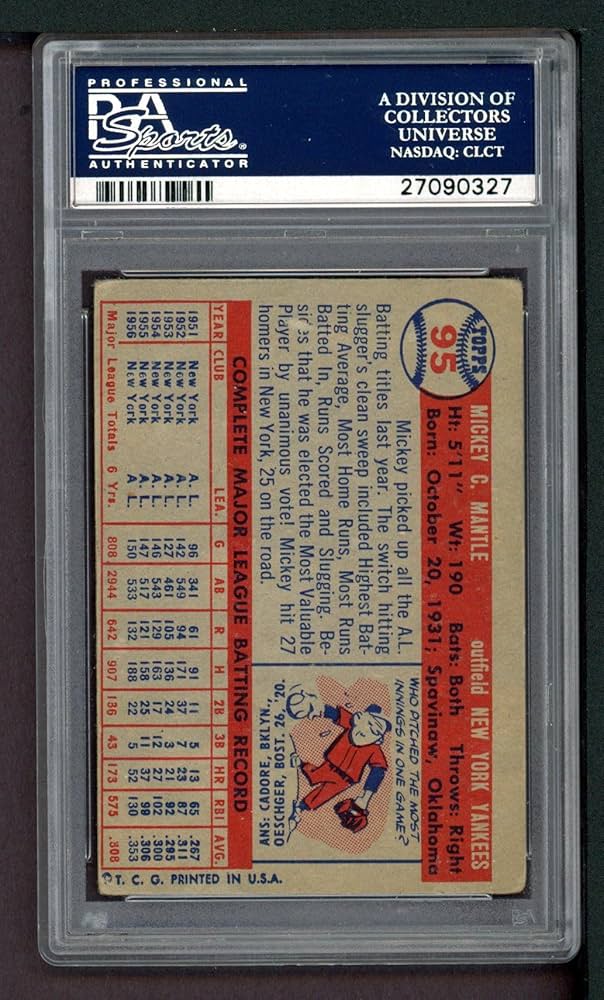 PROFESSIONAL
PSA
Sports®
AUTHENTICATOR
A DIVISION OF
COLLECTORS
UNIVERSE
NASDAQ: CLCT
27090327
TOPPS
95
MICKEY C. MANTLE outfield NEW YORK YANKEES
Ht: 5'11" Wt: 190 Bats: Both Throws: Right
Born: October 20, 1931; Spavinaw, Oklahoma
Mickey picked up all the A.L.
Batting titles last year. The switch hitting
slugger's clean sweep included Highest Bat-
ting Average, Most Home Runs, Most Runs
Batted In, Runs Scored and Slugging. Be-
sides that he was elected the Most Valuable
Player by unanimous vote! Mickey hit 27
homers in New York, 25 on the road.
WHO PITCHED THE MOST
INNINGS IN ONE GAME?
ANS: CADORE, BKLYN.,
OESCHGER, BOST. 26, '20.
COMPLETE MAJOR LEAGUE BATTING RECORD
YEAR CLUB LEA. G AB R H 2B 3B HR RBI AVG.
1951 New York A. L. 96 341 61 91 11 5 13 65 .267
1952 New York A. L. 142 549 94 171 37 7 23 87 .311
1953 New York A. L. 127 461 105 136 24 3 21 92 .295
1954 New York A. L. 146 543 129 163 17 12 27 102 .300
1955 New York A. L. 147 517 121 158 25 11 37 99 .306
1956 New York A. L. 150 533 132 188 22 5 52 130 .353
Major League Totals 6 Yrs. 808 2944 642 907 136 43 173 575 .308
© T. C. G. PRINTED IN U.S.A.